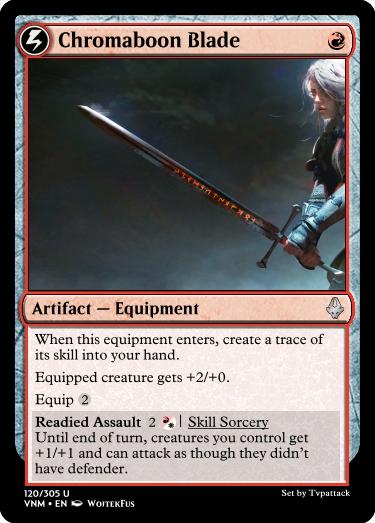 Chromaboon Blade
Artifact — Equipment
When this equipment enters, create a trace of
its skill into your hand.
Equipped creature gets +2/+0.
Equip 2
Readied Assault 2 | Skill Sorcery
Until end of turn, creatures you control get
+1/+1 and can attack as though they didn't
have defender.
120/305 U
VNM • EN WojtekFus
Set by Tvpattack